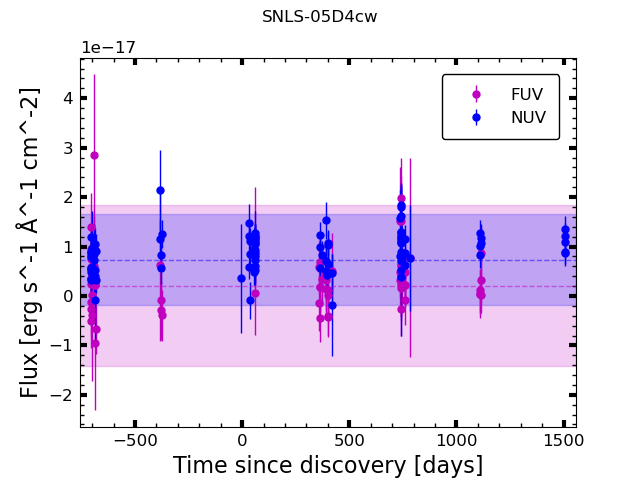 SNLS-05D4cw
1e−17
FUV
NUV
4
3
2
1
0
−1
−2
Flux [erg s^-1 Å^-1 cm^-2]
−500
0
500
1000
1500
Time since discovery [days]